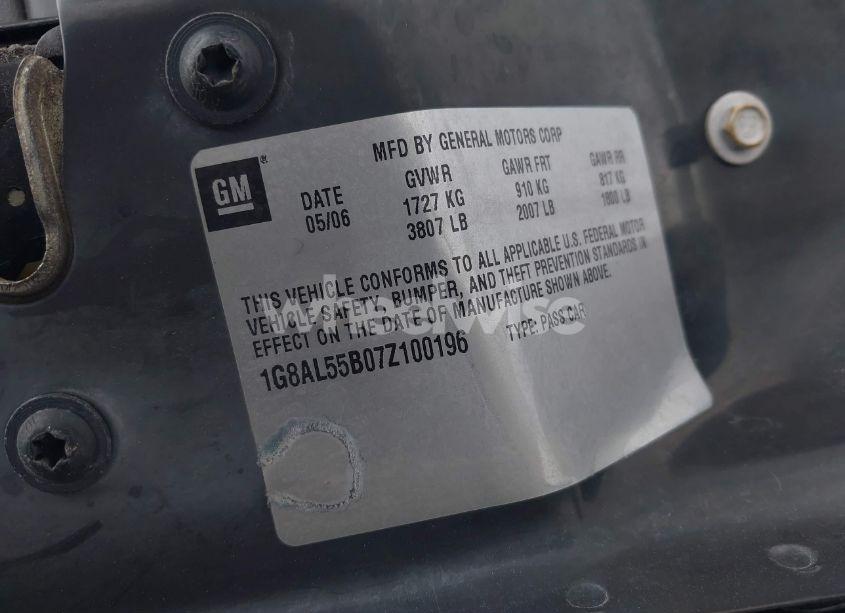 MFD BY GENERAL MOTORS CORP
GM
DATE GVWR GAWR FRT GAWR RR
05/06 1727 KG 910 KG 817 KG
3807 LB 2007 LB 1800 LB
THIS VEHICLE CONFORMS TO ALL APPLICABLE U.S. FEDERAL MOTOR
VEHICLE SAFETY, BUMPER, AND THEFT PREVENTION STANDARDS IN
EFFECT ON THE DATE OF MANUFACTURE SHOWN ABOVE.
1G8AL55B07Z100196 TYPE: PASS CAR
wheelwise